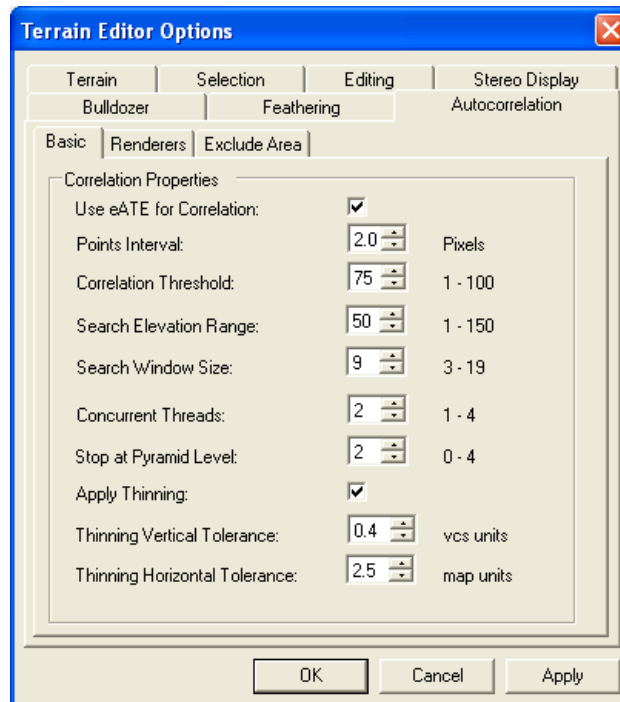 Terrain Editor Options
Terrain Selection Editing Stereo Display
Bulldozer Feathering Autocorrelation
Basic Renderers Exclude Area
Correlation Properties
Use eATE for Correlation:
Points Interval: 2.0 Pixels
Correlation Threshold: 75 1 - 100
Search Elevation Range: 50 1 - 150
Search Window Size: 9 3 - 19
Concurrent Threads: 2 1 - 4
Stop at Pyramid Level: 2 0 - 4
Apply Thinning:
Thinning Vertical Tolerance: 0.4 vcs units
Thinning Horizontal Tolerance: 2.5 map units
OK Cancel Apply